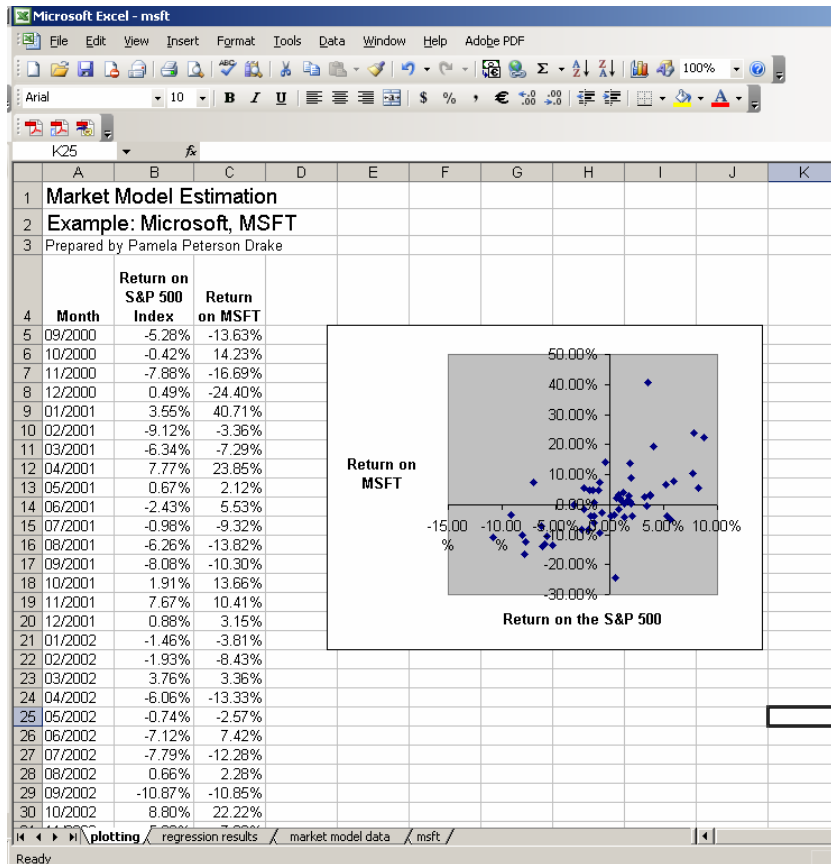 Microsoft Excel - msft
File Edit View Insert Format Tools Data Window Help Adobe PDF
100%
Arial 10 B I U $ % , €
K25 fx
A B C D E F G H I J K
1 Market Model Estimation
2 Example: Microsoft, MSFT
3 Prepared by Pamela Peterson Drake
4 Month Return on S&P 500 Index Return on MSFT
5 09/2000 -5.28% -13.63%
6 10/2000 -0.42% 14.23%
7 11/2000 -7.88% -16.69%
8 12/2000 0.49% -24.40%
9 01/2001 3.55% 40.71%
10 02/2001 -9.12% -3.36%
11 03/2001 -6.34% -7.29%
12 04/2001 7.77% 23.85%
13 05/2001 0.67% 2.12%
14 06/2001 -2.43% 5.53%
15 07/2001 -0.98% -9.32%
16 08/2001 -6.26% -13.82%
17 09/2001 -8.08% -10.30%
18 10/2001 1.91% 13.66%
19 11/2001 7.67% 10.41%
20 12/2001 0.88% 3.15%
21 01/2002 -1.46% -3.81%
22 02/2002 -1.93% -8.43%
23 03/2002 3.76% 3.36%
24 04/2002 -6.06% -13.33%
25 05/2002 -0.74% -2.57%
26 06/2002 -7.12% 7.42%
27 07/2002 -7.79% -12.28%
28 08/2002 0.66% 2.28%
29 09/2002 -10.87% -10.85%
30 10/2002 8.80% 22.22%
50.00%
40.00%
30.00%
20.00%
10.00%
0.00%
-10.00%
-20.00%
-30.00%
Return on
MSFT
-15.00% -10.00% -5.00% 0.00% 5.00% 10.00%
Return on the S&P 500
plotting regression results market model data msft
Ready